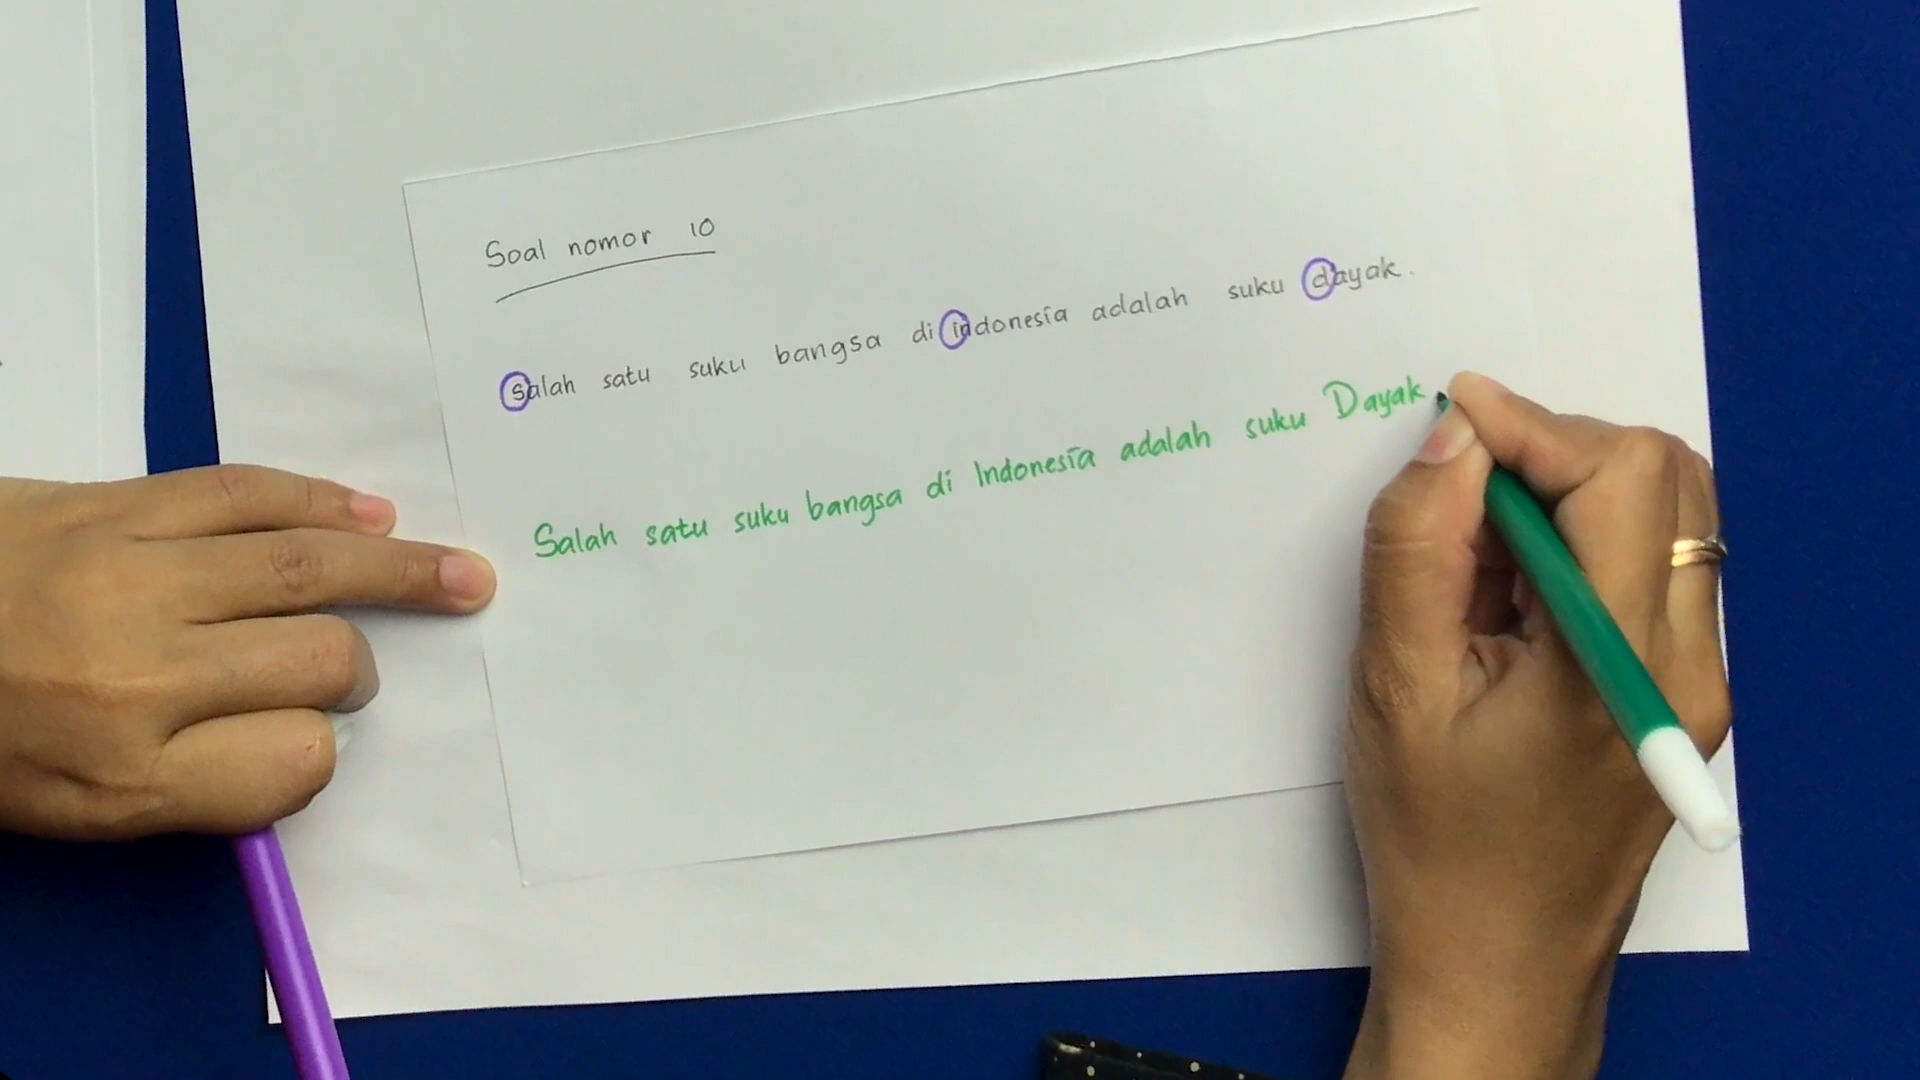 Soal nomor 10
salah satu suku bangsa di indonesia adalah suku dayak.
Salah satu suku bangsa di Indonesia adalah suku Dayak